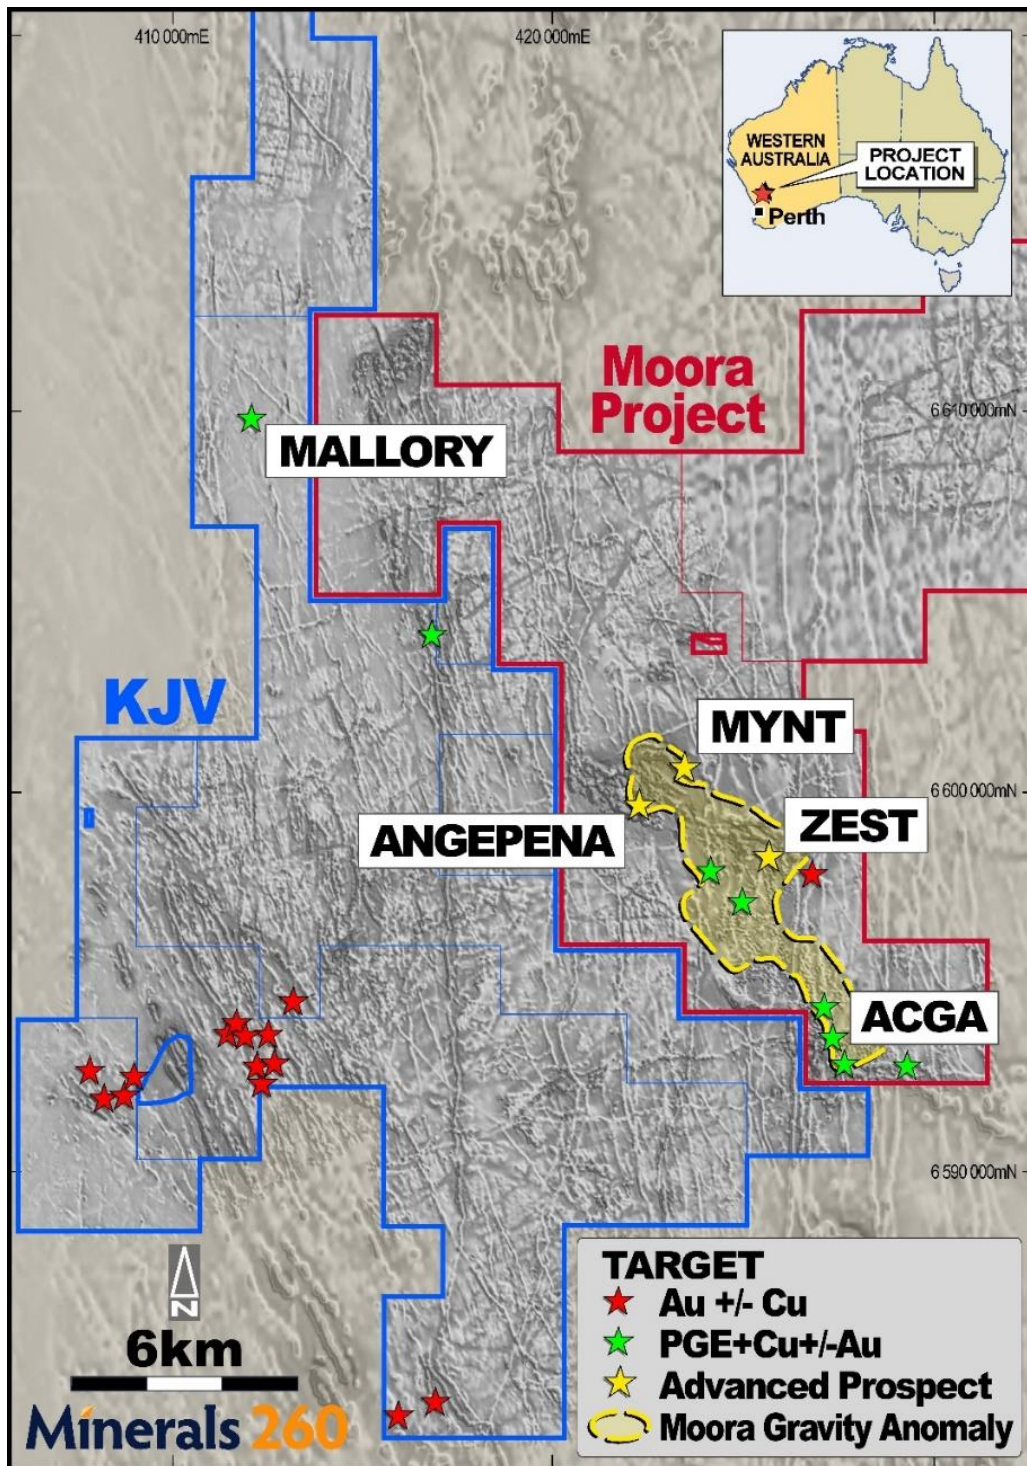 410 000mE
420 000mE
WESTERN
AUSTRALIA
PROJECT
LOCATION
Perth
Moora
Project
6 610 000mN
MALLORY
KJV
MYNT
6 600 000mN
ZEST
ANGEPENA
ACGA
6 590 000mN
N
6km
Minerals 260
TARGET
Au +/- Cu
PGE+Cu+/-Au
Advanced Prospect
Moora Gravity Anomaly